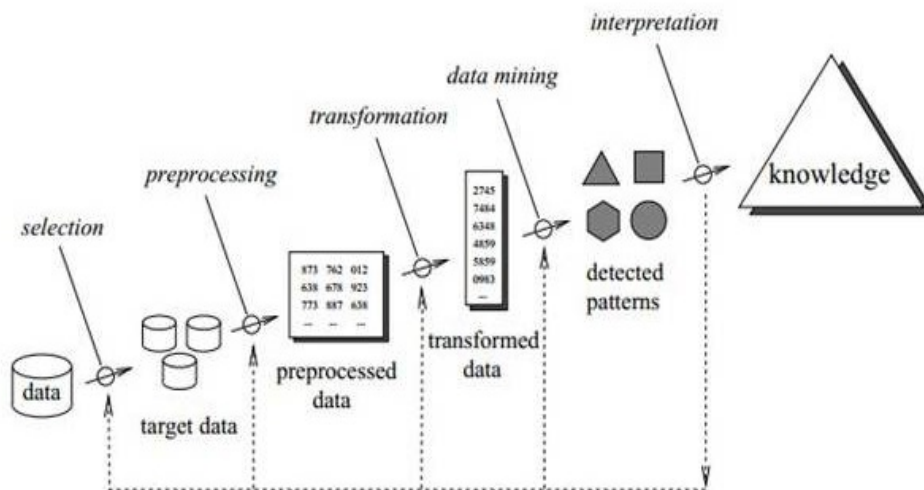 interpretation
data mining
transformation
preprocessing
selection
knowledge
2745
7484
6348
4859
5859
0983
...
detected
patterns
873 762 012
638 678 923
773 887 638
... ... ...
transformed
data
preprocessed
data
data
target data